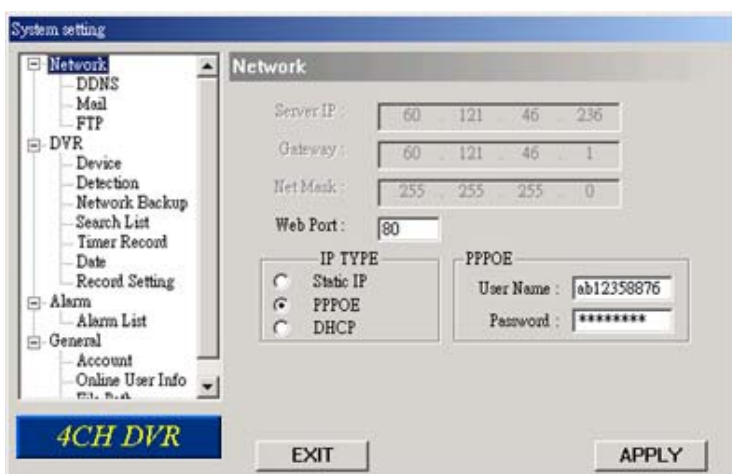 System setting
Network
DDNS
Mail
FTP
DVR
Device
Detection
Network Backup
Search List
Timer Record
Date
Record Setting
Alarm
Alarm List
General
Account
Online User Info
File Path
4CH DVR
Network
Server IP : 60 . 121 . 46 . 236
Gateway : 60 . 121 . 46 . 1
Net Mask : 255 . 255 . 255 . 0
Web Port : 80
IP TYPE
Static IP
PPPOE
DHCP
PPPOE
User Name : ab12358876
Password : ********
EXIT
APPLY